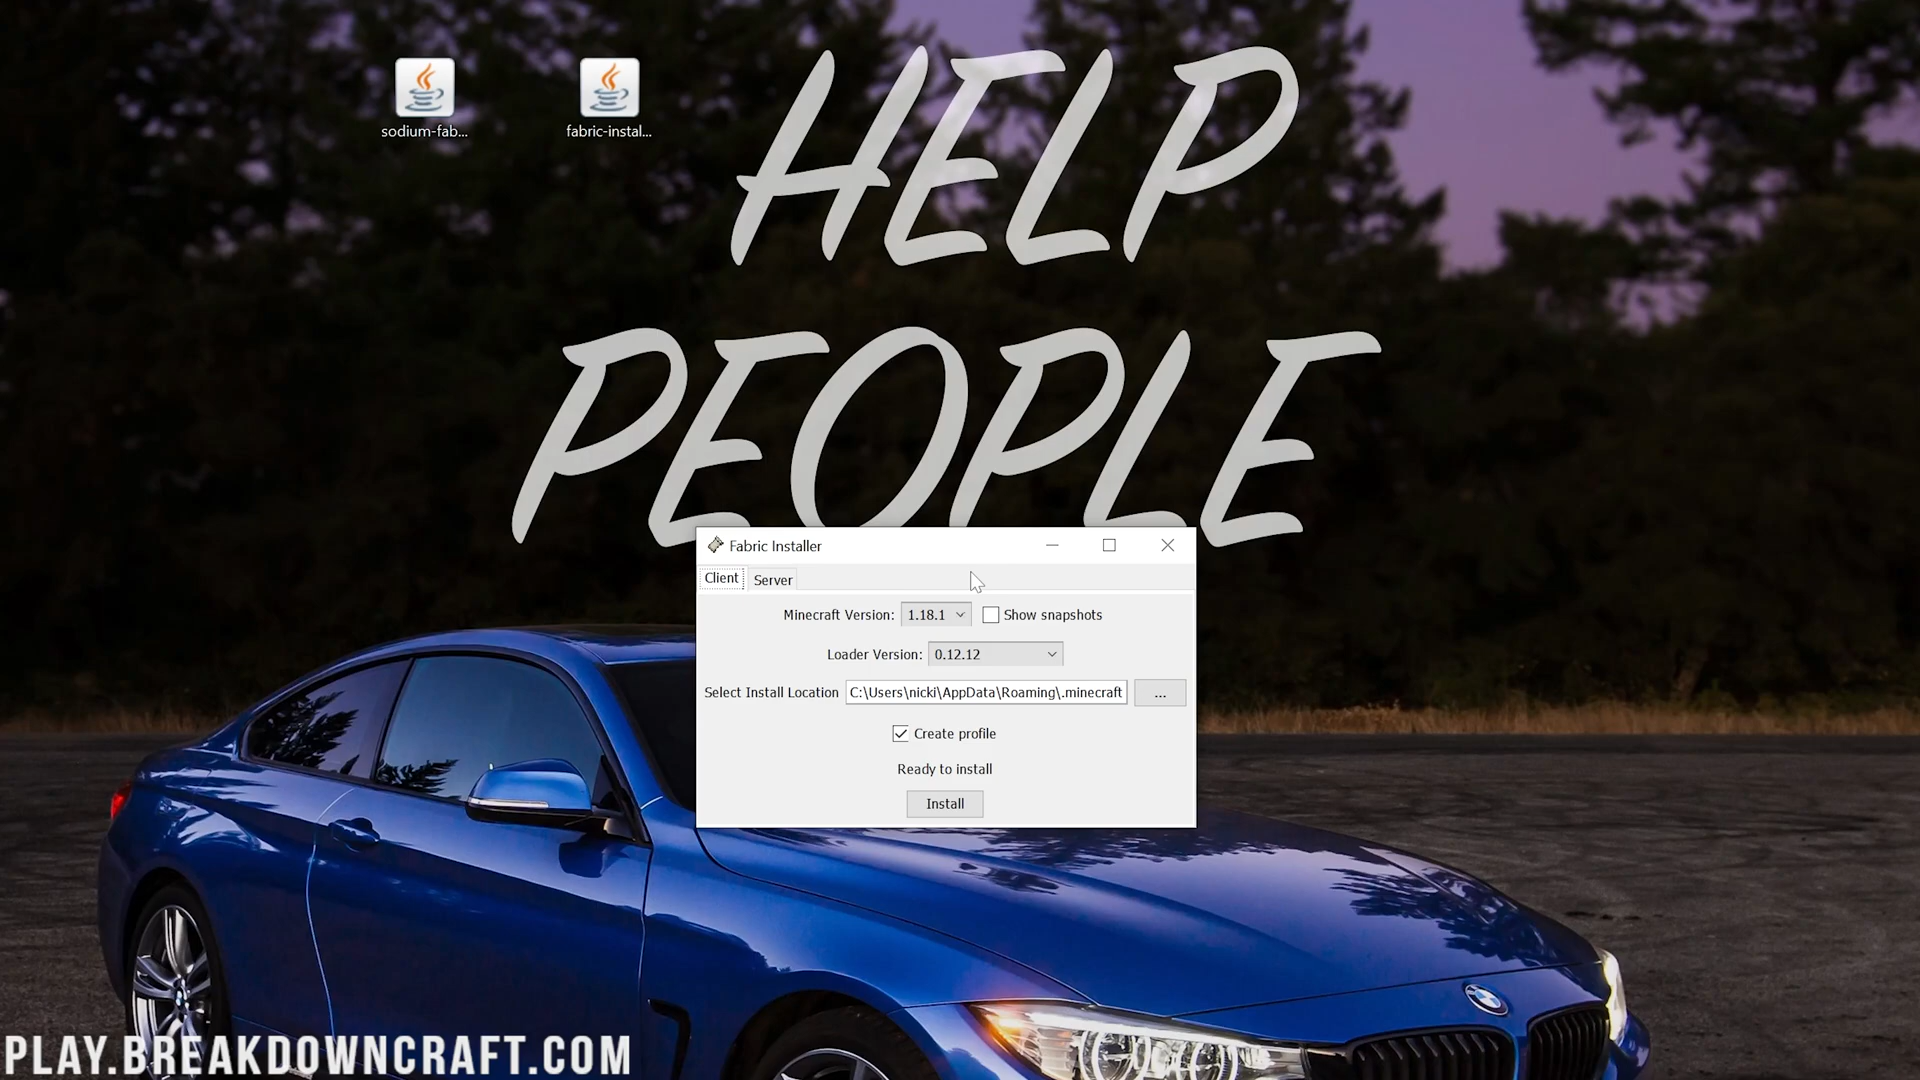 HELP
PEOPLE
sodium-fab...
fabric-instal...
Fabric Installer
Client
Server
Minecraft Version: 1.18.1 Show snapshots
Loader Version: 0.12.12
Select Install Location C:\Users\nicki\AppData\Roaming\.minecraft ...
Create profile
Ready to install
Install
PLAY.BREAKDOWNCRAFT.COM